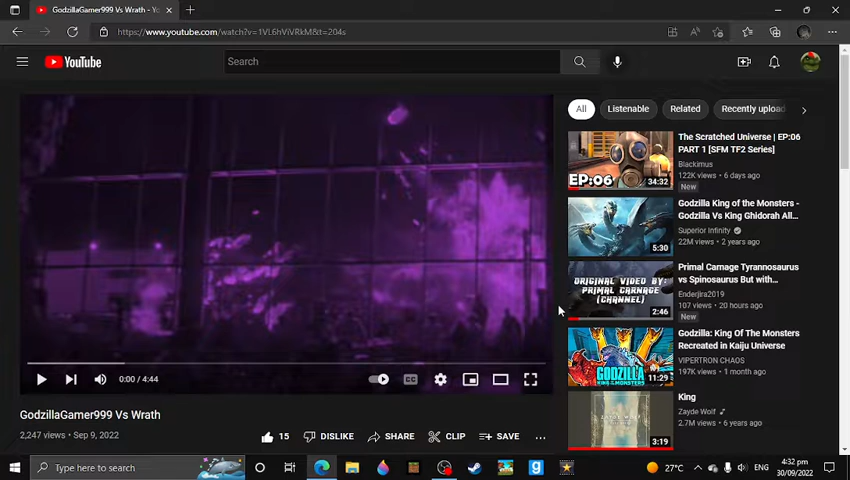 GodzillaGamer999 Vs Wrath - Yo
https://www.youtube.com/watch?v=1VL6hViVRkM&t=204s
YouTube
Search
All
Listenable
Related
Recently upload
The Scratched Universe | EP:06
PART 1 [SFM TF2 Series]
Blackimus
122K views • 6 days ago
New
EP:06
34:32
Godzilla King of the Monsters -
Godzilla Vs King Ghidorah All...
Superior Infinity
22M views • 2 years ago
5:30
Primal Carnage Tyrannosaurus
vs Spinosaurus But with...
Enderjira2019
107 views • 20 hours ago
New
ORIGINAL VIDEO BY:
PRIMAL CARNAGE
(CHANNEL)
2:46
Godzilla: King Of The Monsters
Recreated in Kaiju Universe
VIPERTRON CHAOS
197K views • 1 month ago
GODZILLA
11:29
King
Zayde Wolf
2.7M views • 6 years ago
3:19
0:00 / 4:44
CC
GodzillaGamer999 Vs Wrath
2,247 views • Sep 9, 2022
15
DISLIKE
SHARE
CLIP
SAVE
Type here to search
27°C
ENG
4:32 pm
30/09/2022